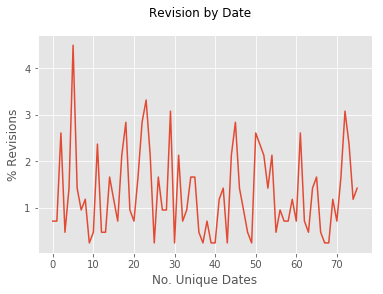 Revision by Date
% Revisions
4
3
2
1
0 10 20 30 40 50 60 70
No. Unique Dates